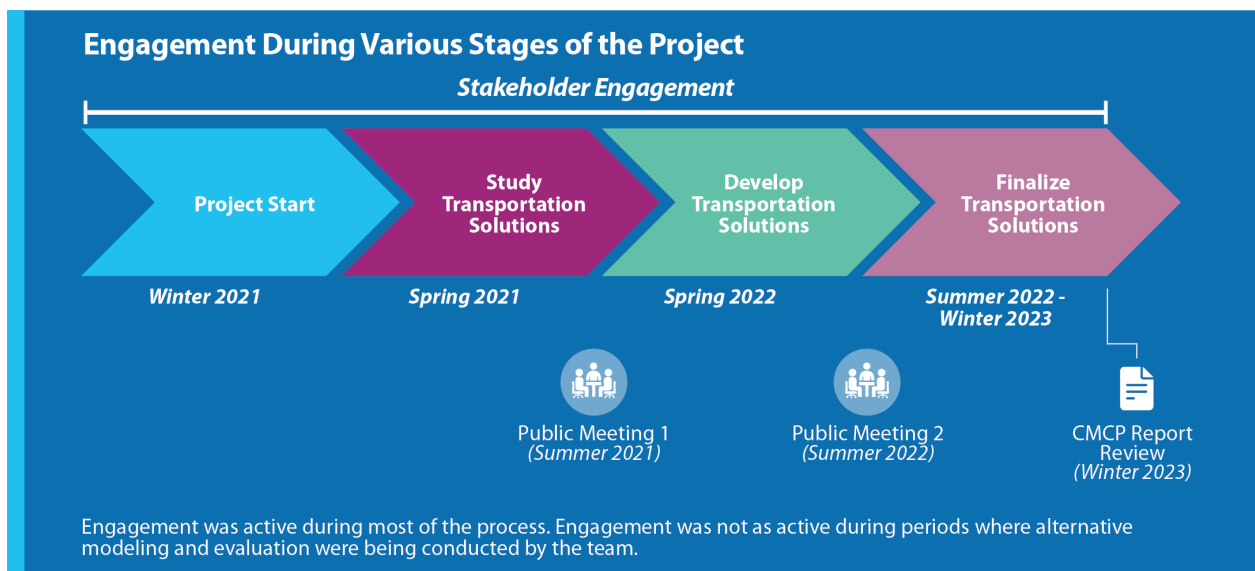 Engagement During Various Stages of the Project
Stakeholder Engagement
Project Start
Study
Transportation
Solutions
Develop
Transportation
Solutions
Finalize
Transportation
Solutions
Winter 2021
Spring 2021
Spring 2022
Summer 2022 -
Winter 2023
Public Meeting 1
(Summer 2021)
Public Meeting 2
(Summer 2022)
CMCP Report
Review
(Winter 2023)
Engagement was active during most of the process. Engagement was not as active during periods where alternative
modeling and evaluation were being conducted by the team.